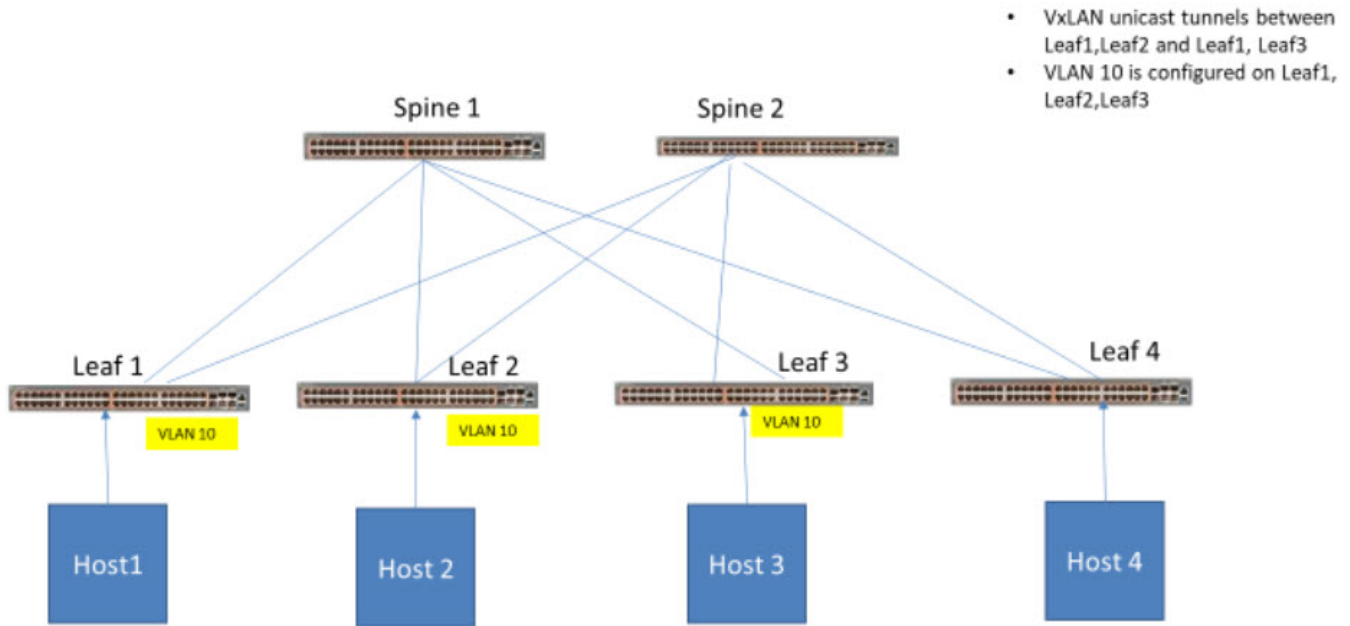 • VxLAN unicast tunnels between
Leaf1,Leaf2 and Leaf1, Leaf3
• VLAN 10 is configured on Leaf1,
Leaf2,Leaf3
Spine 1
Spine 2
Leaf 1
Leaf 2
Leaf 3
Leaf 4
VLAN 10
VLAN 10
VLAN 10
Host1
Host 2
Host 3
Host 4